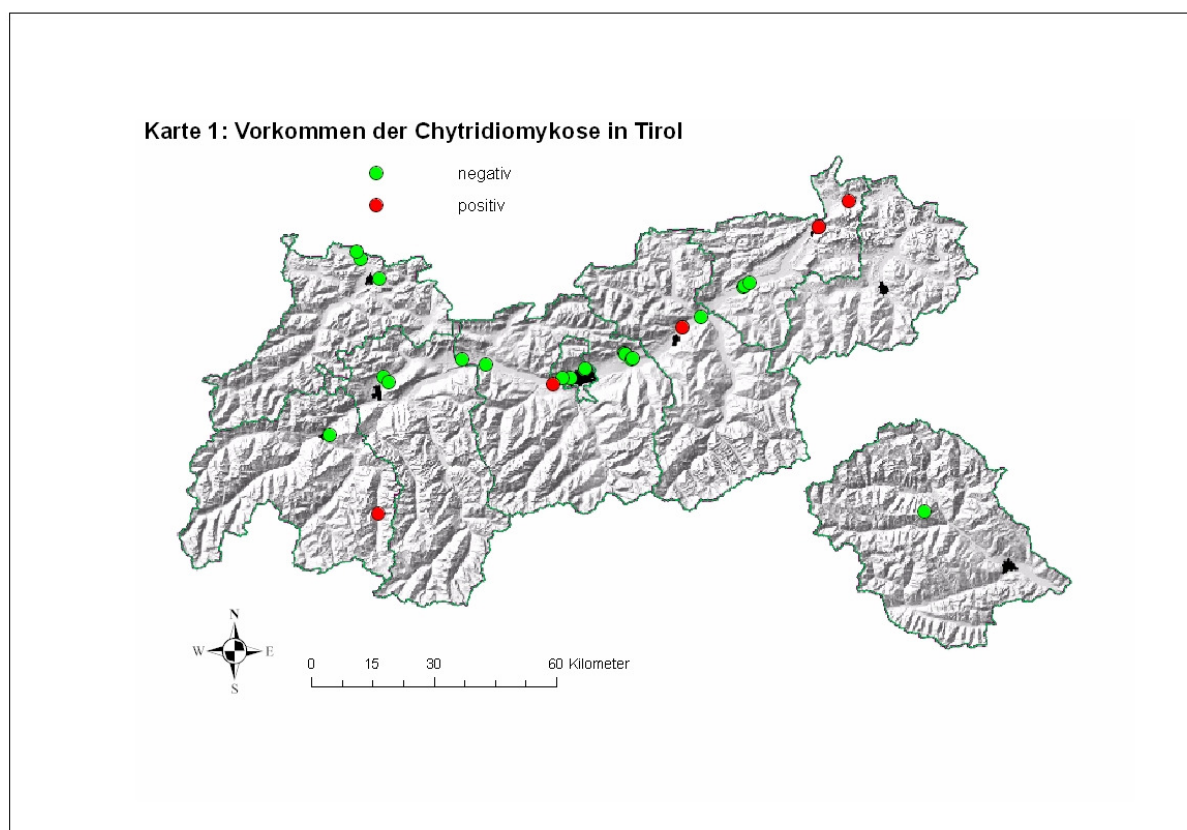 Karte 1: Vorkommen der Chytridiomykose in Tirol
negativ
positiv
N
W E
S
0 15 30 60 Kilometer